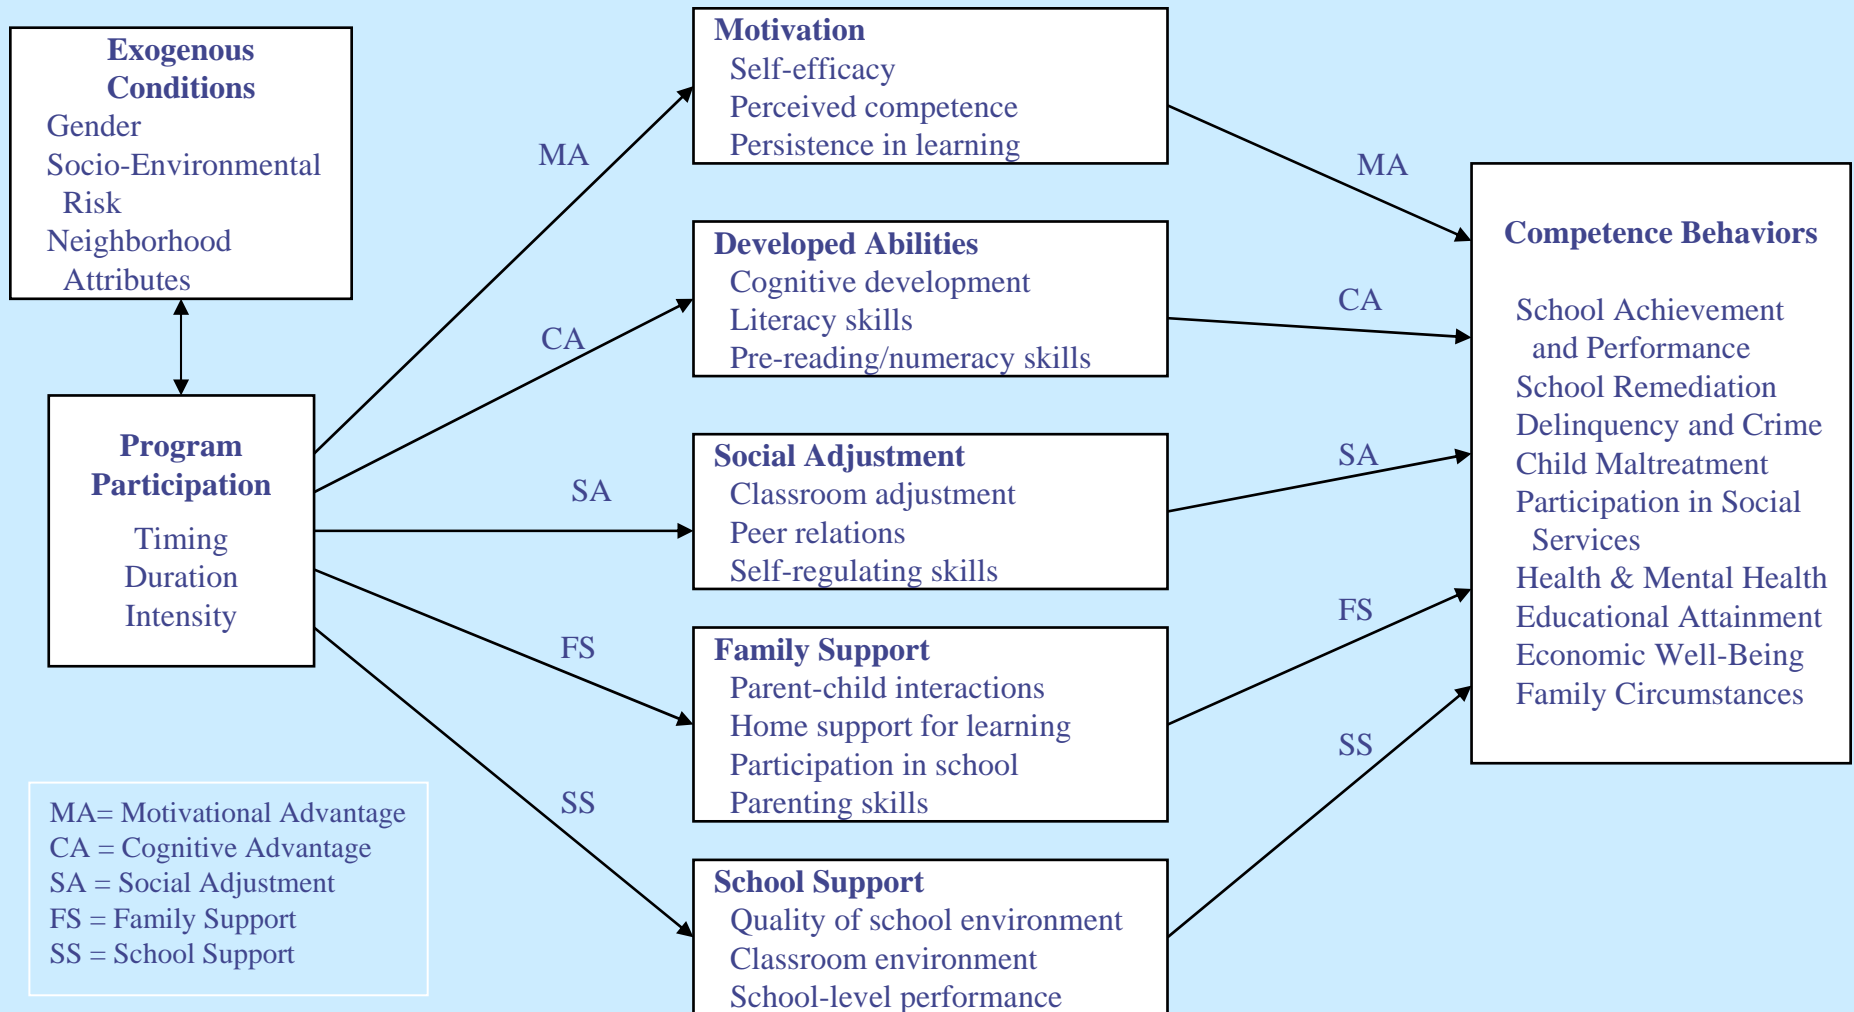 Exogenous
Conditions
Gender
Socio-Environmental
Risk
Neighborhood
Attributes
Program
Participation
Timing
Duration
Intensity
MA
CA
SA
FS
SS
Motivation
Self-efficacy
Perceived competence
Persistence in learning
Developed Abilities
Cognitive development
Literacy skills
Pre-reading/numeracy skills
Social Adjustment
Classroom adjustment
Peer relations
Self-regulating skills
Family Support
Parent-child interactions
Home support for learning
Participation in school
Parenting skills
School Support
Quality of school environment
Classroom environment
School-level performance
MA
CA
SA
FS
SS
Competence Behaviors
School Achievement
and Performance
School Remediation
Delinquency and Crime
Child Maltreatment
Participation in Social
Services
Health & Mental Health
Educational Attainment
Economic Well-Being
Family Circumstances
MA= Motivational Advantage
CA = Cognitive Advantage
SA = Social Adjustment
FS = Family Support
SS = School Support